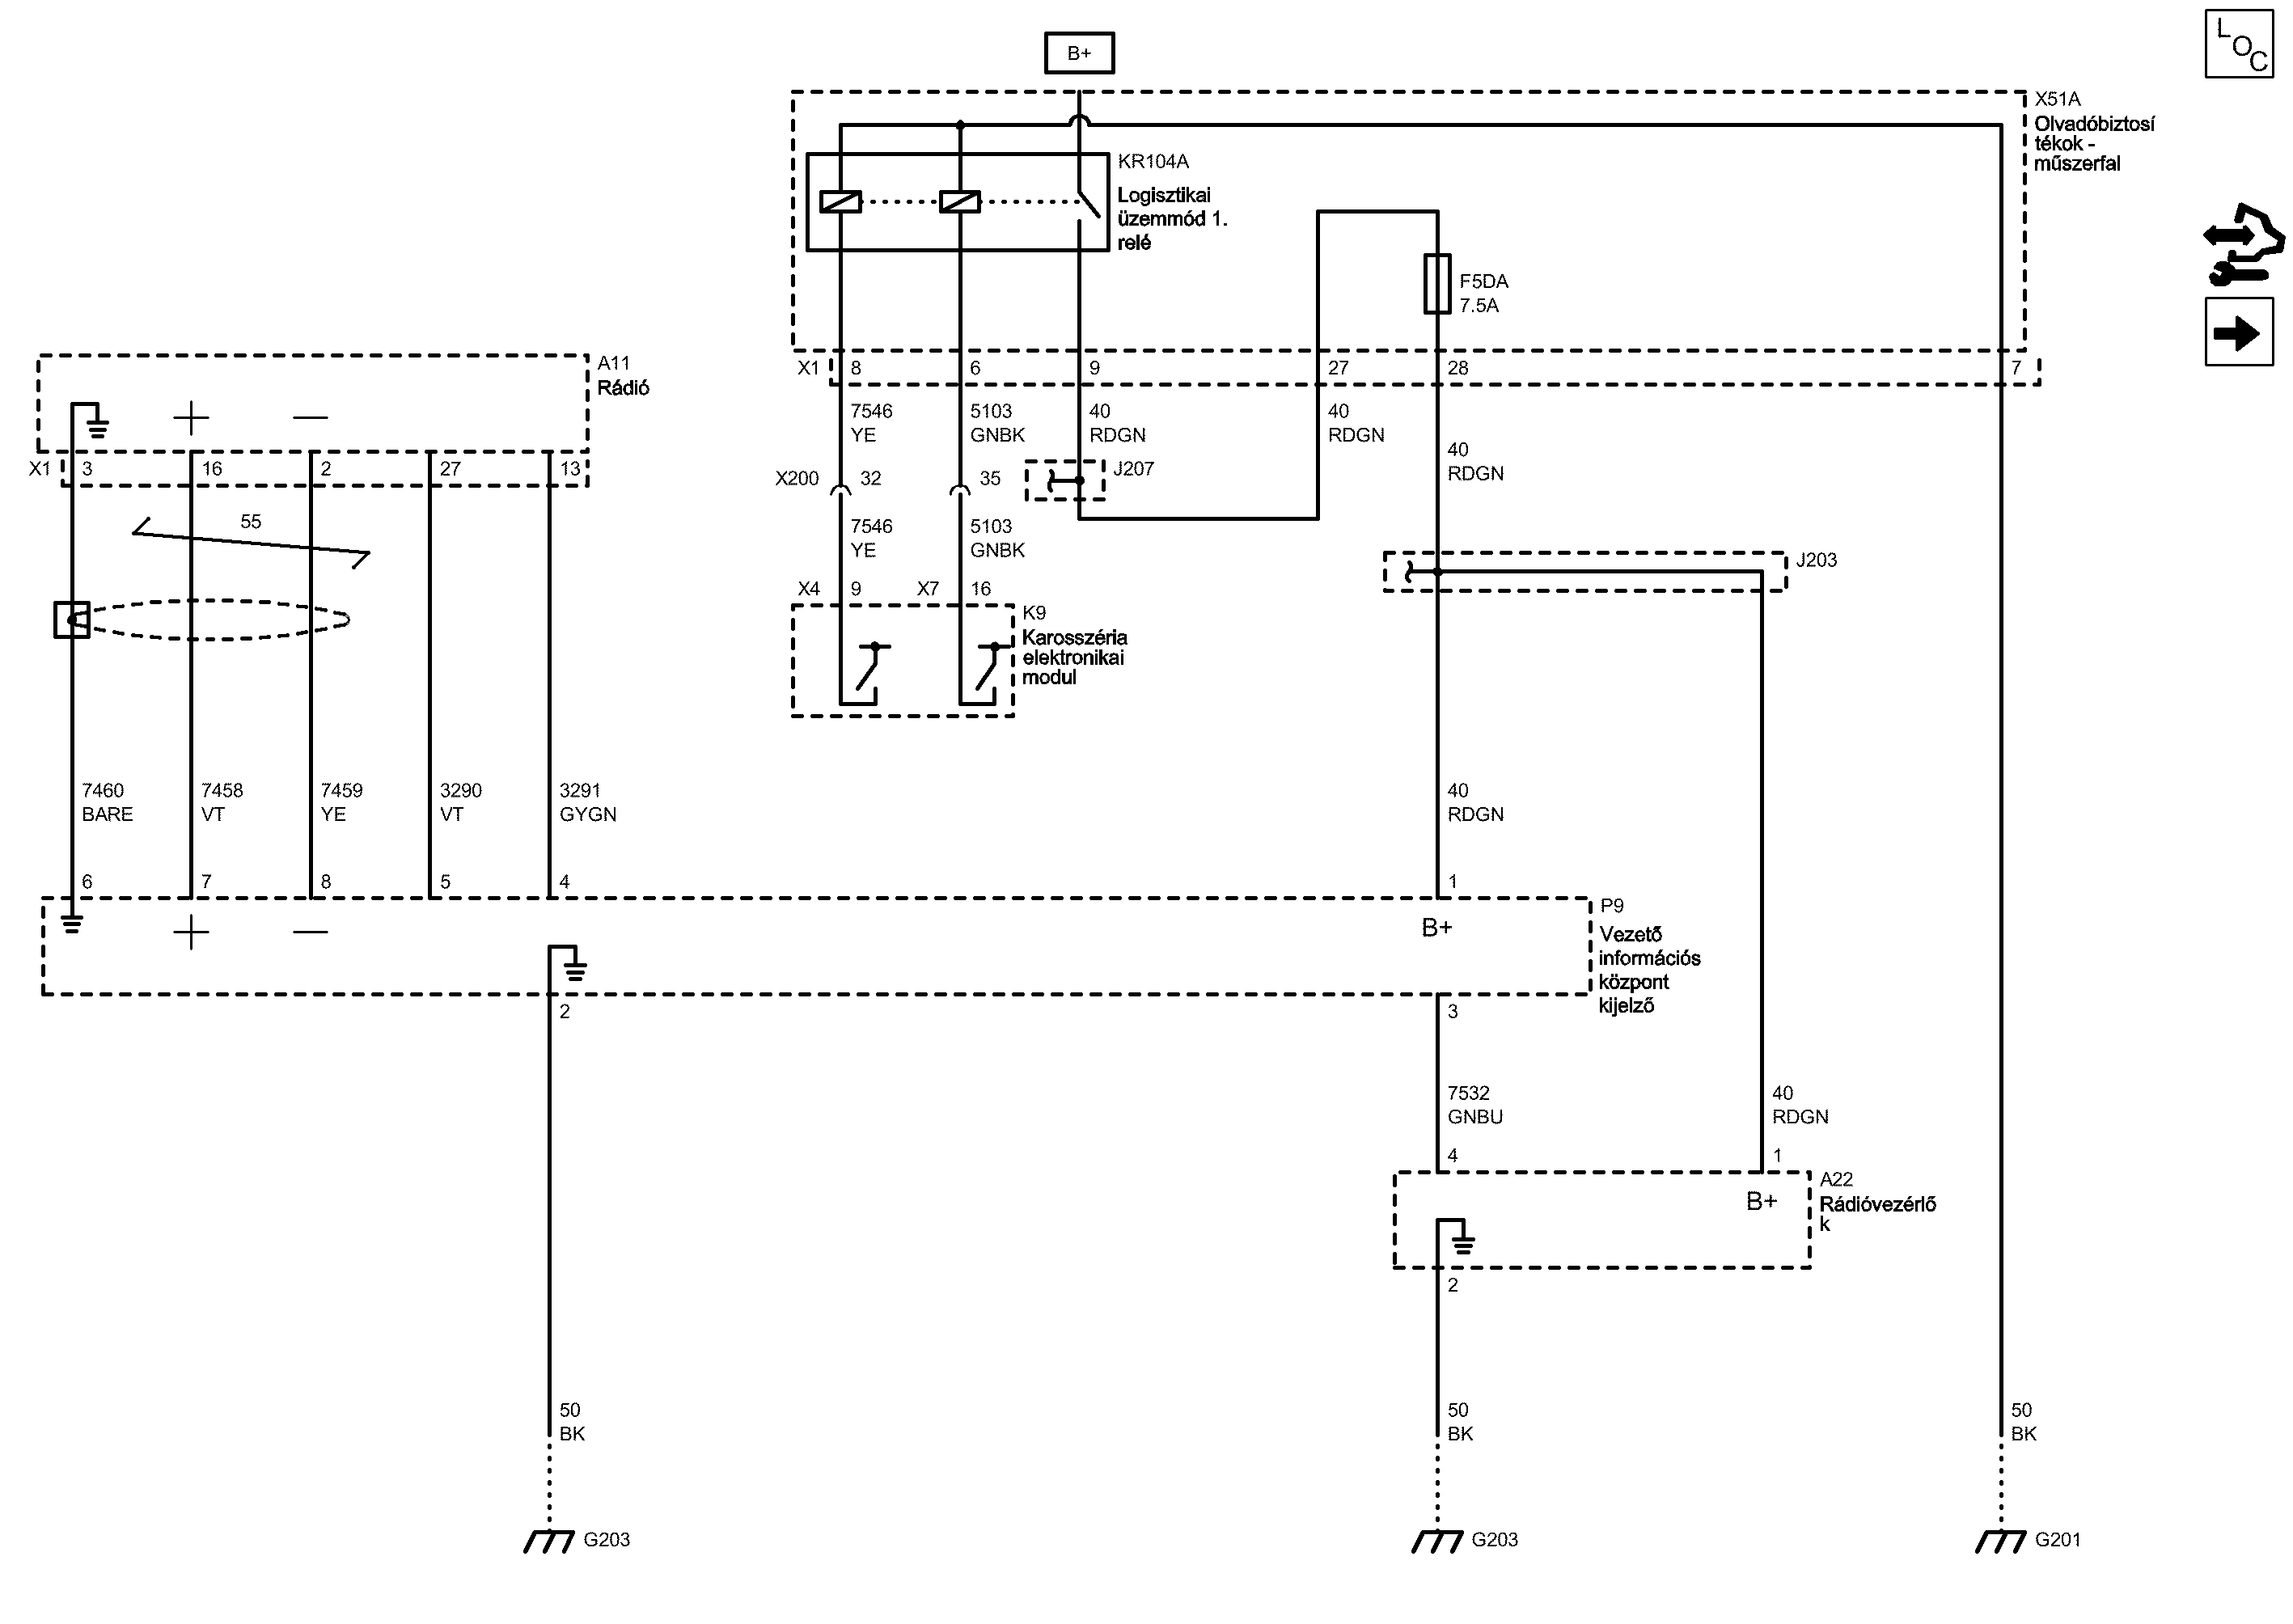 LOC
B+
X51A
Olvadóbiztosí
tékok -
műszerfal
KR104A
Logisztikai
üzemmód 1.
relé
F5DA
7.5A
X1 8 6 9 27 28 7
7546 5103 40 40
YE GNBK RDGN RDGN
40
RDGN
A11
Rádió
X1 3 16 2 27 13
55
X200 32 35
J207
7546 5103
YE GNBK
X4 9 X7 16
K9
Karosszéria
elektronikai
modul
J203
7460 7458 7459 3290 3291 40
BARE VT YE VT GYGN RDGN
6 7 8 5 4 1
B+
P9
Vezető
információs
központ
kijelző
2 3
7532 40
GNBU RDGN
4 1
B+
A22
Rádióvezérlő
k
2
50 50 50
BK BK BK
G203 G203 G201